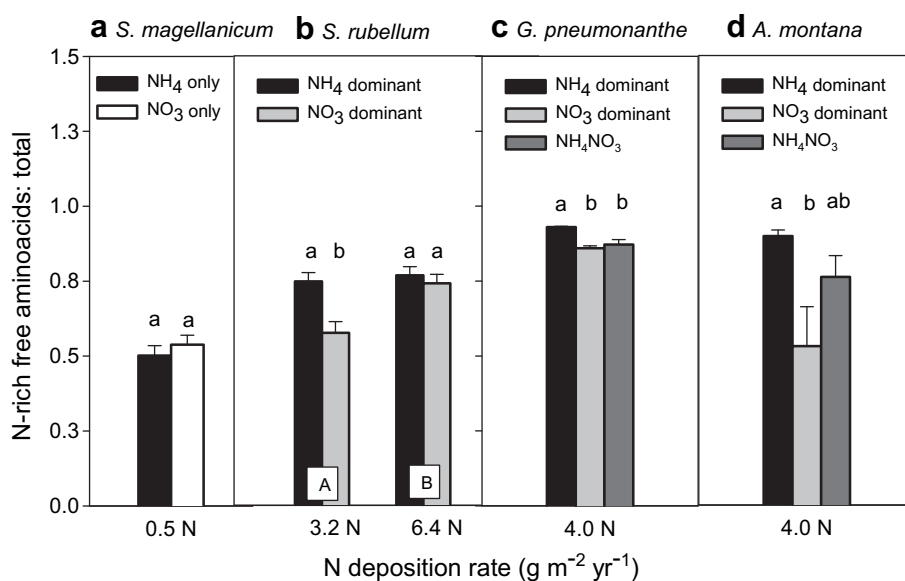 a S. magellanicum
b S. rubellum
c G. pneumonanthe
d A. montana
N-rich free aminoacids: total
1.5
1.3
1.0
0.8
0.5
0.3
0.0
NH4 only
NO3 only
a a
0.5 N
NH4 dominant
NO3 dominant
a b
a a
A
B
3.2 N
6.4 N
NH4 dominant
NO3 dominant
NH4NO3
a b b
4.0 N
NH4 dominant
NO3 dominant
NH4NO3
a b ab
4.0 N
N deposition rate (g m⁻² yr⁻¹)